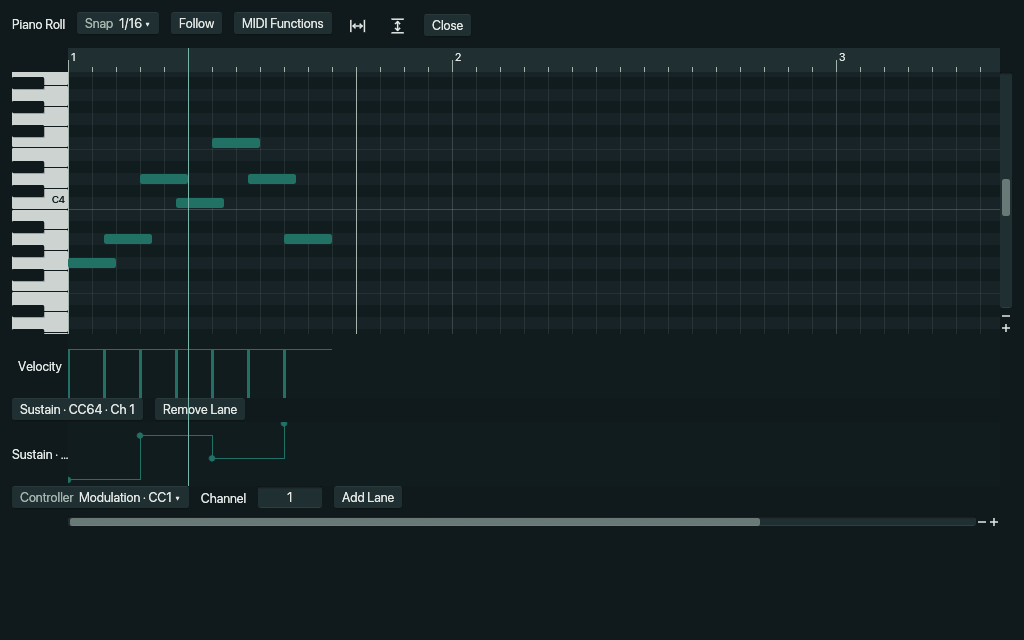 Piano Roll Snap 1/16 Follow MIDI Functions Close
1 2 3
C4
Velocity
Sustain · CC64 · Ch 1 Remove Lane
Sustain · ...
Controller Modulation · CC1 Channel 1 Add Lane